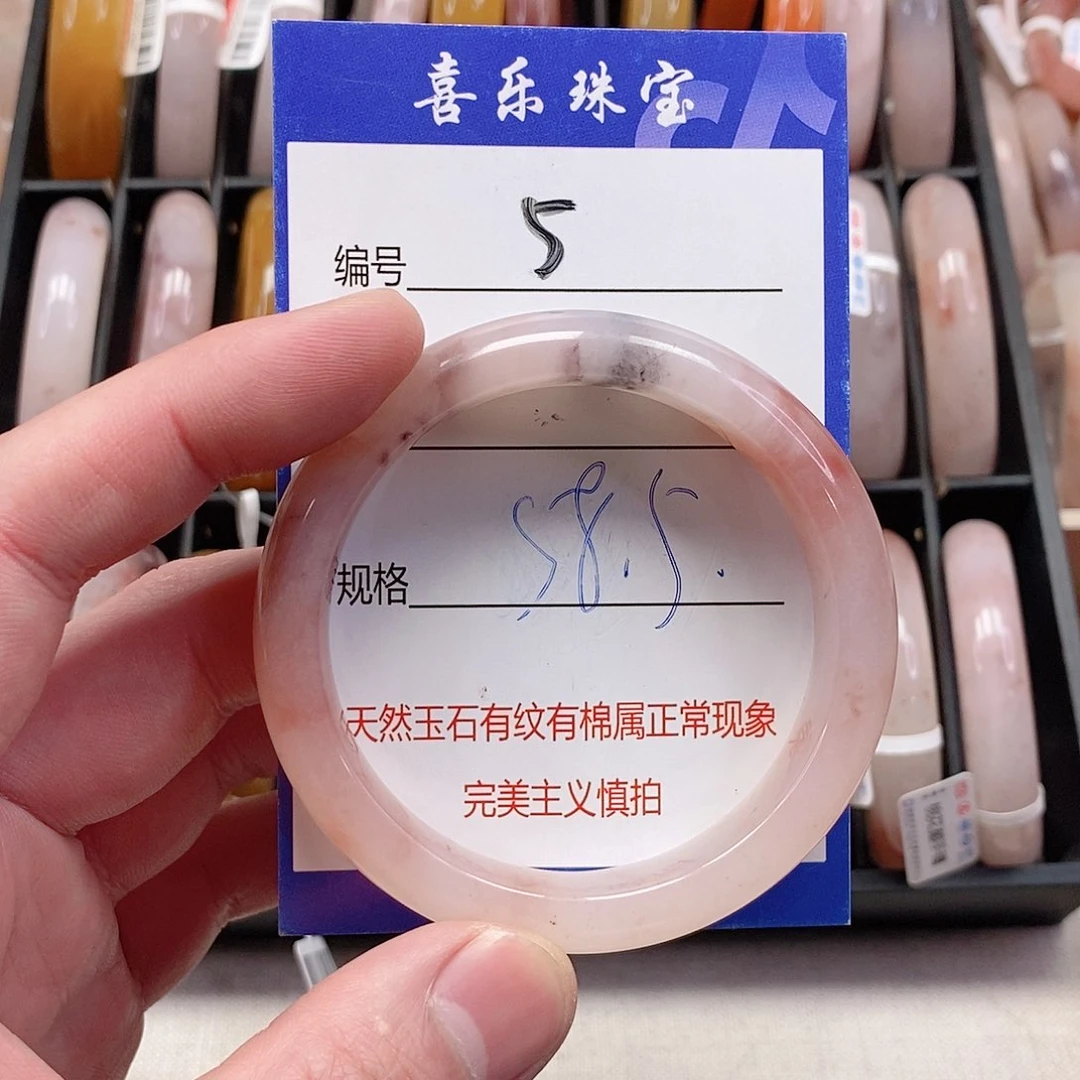 喜乐珠宝
编号 5
规格 58.5.
天然玉石有纹有棉属正常现象
完美主义慎拍